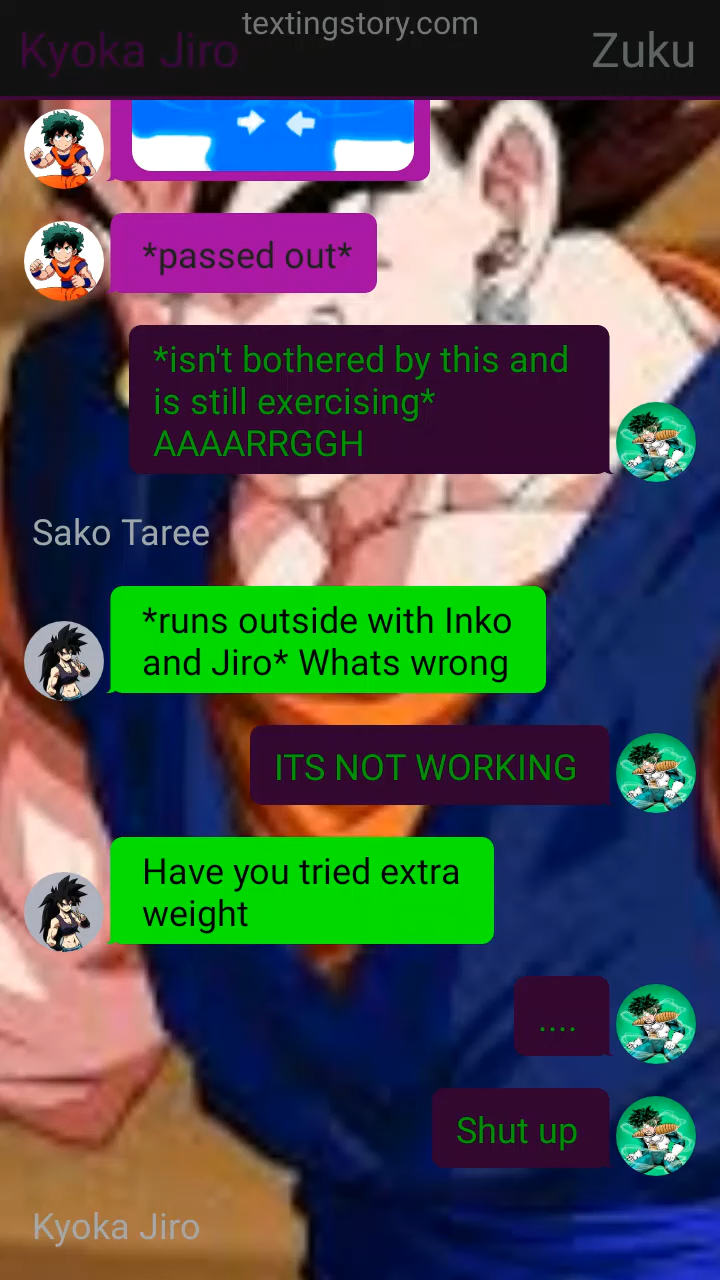 textingstory.com
Kyoka Jiro
Zuku
*passed out*
*isn't bothered by this and
is still exercising*
AAAARRGGH
Sako Taree
*runs outside with Inko
and Jiro* Whats wrong
ITS NOT WORKING
Have you tried extra
weight
....
Shut up
Kyoka Jiro